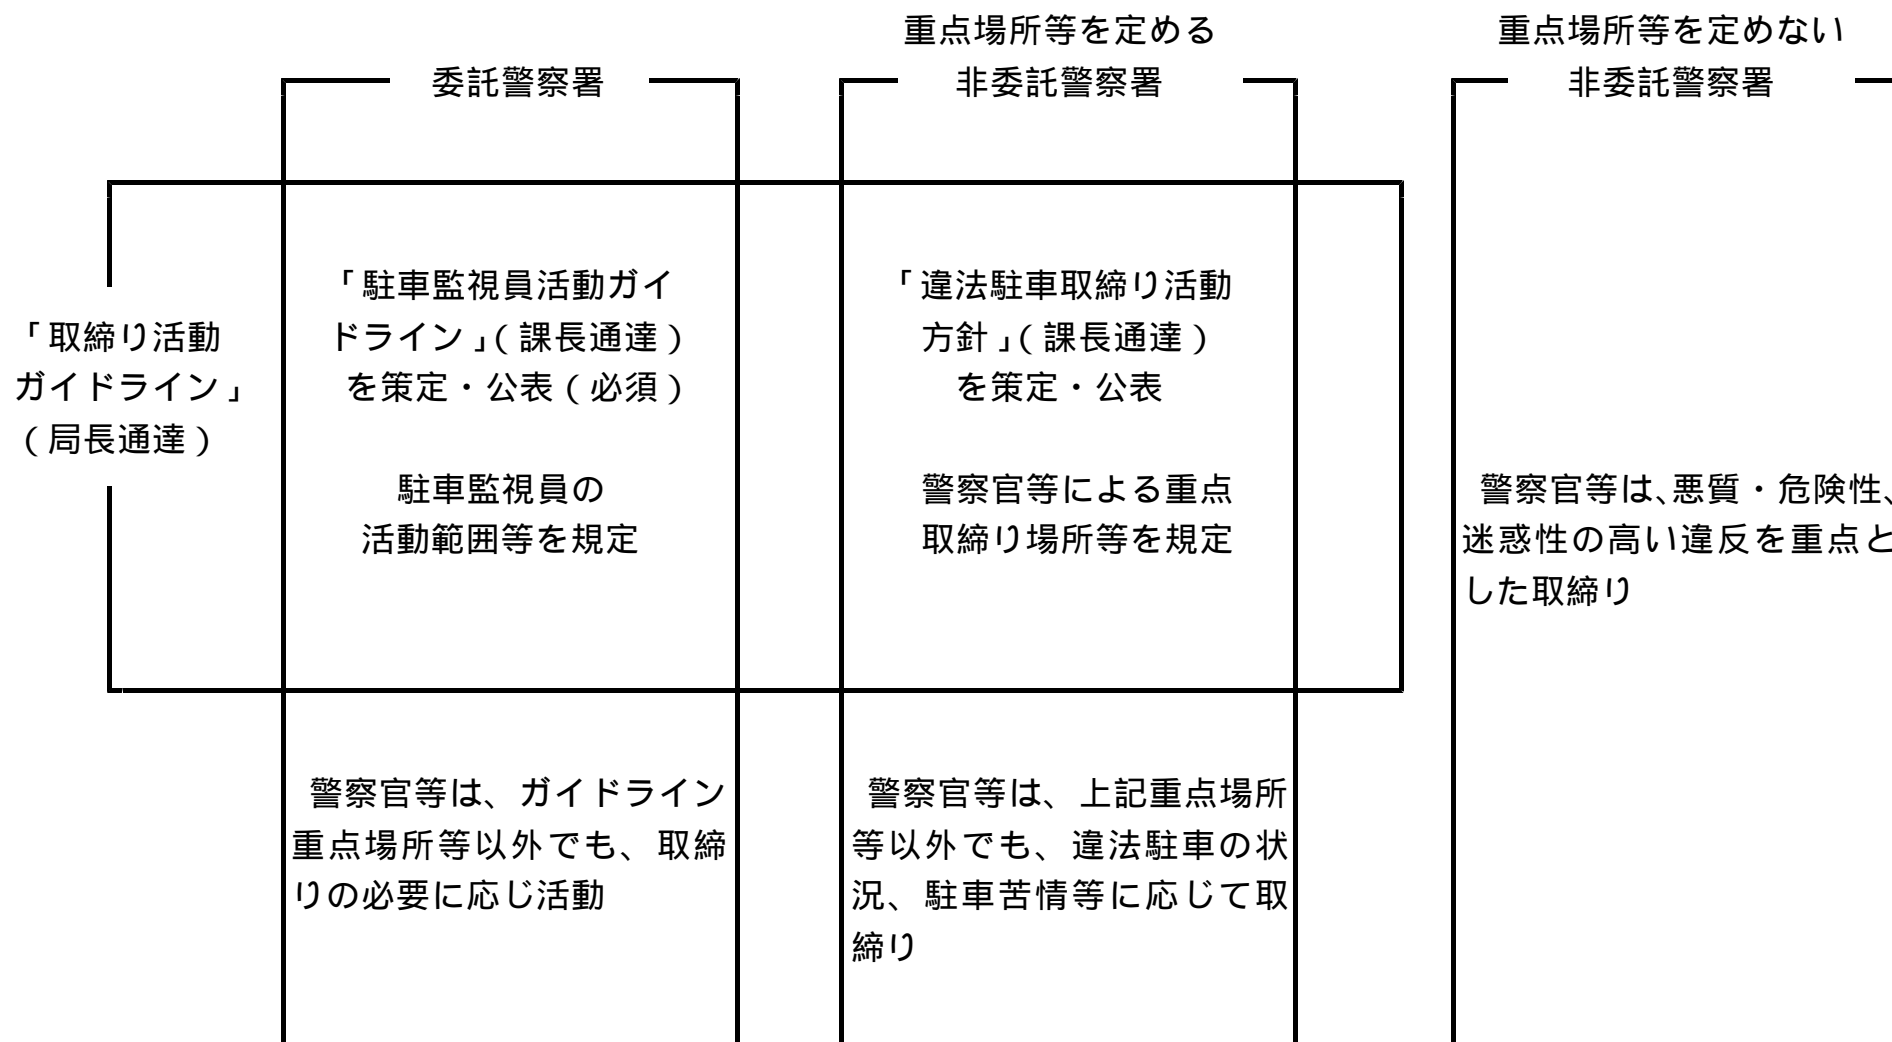 委託警察署
重点場所等を定める
非委託警察署
重点場所等を定めない
非委託警察署
「取締り活動
ガイドライン」
（局長通達）
「駐車監視員活動ガイ
ドライン」（課長通達）
を策定・公表（必須）
駐車監視員の
活動範囲等を規定
「違法駐車取締り活動
方針」（課長通達）
を策定・公表
警察官等による重点
取締り場所等を規定
警察官等は、悪質・危険性、
迷惑性の高い違反を重点と
した取締り
警察官等は、ガイドライン
重点場所等以外でも、取締
りの必要に応じ活動
警察官等は、上記重点場所
等以外でも、違法駐車の状
況、駐車苦情等に応じて取
締り